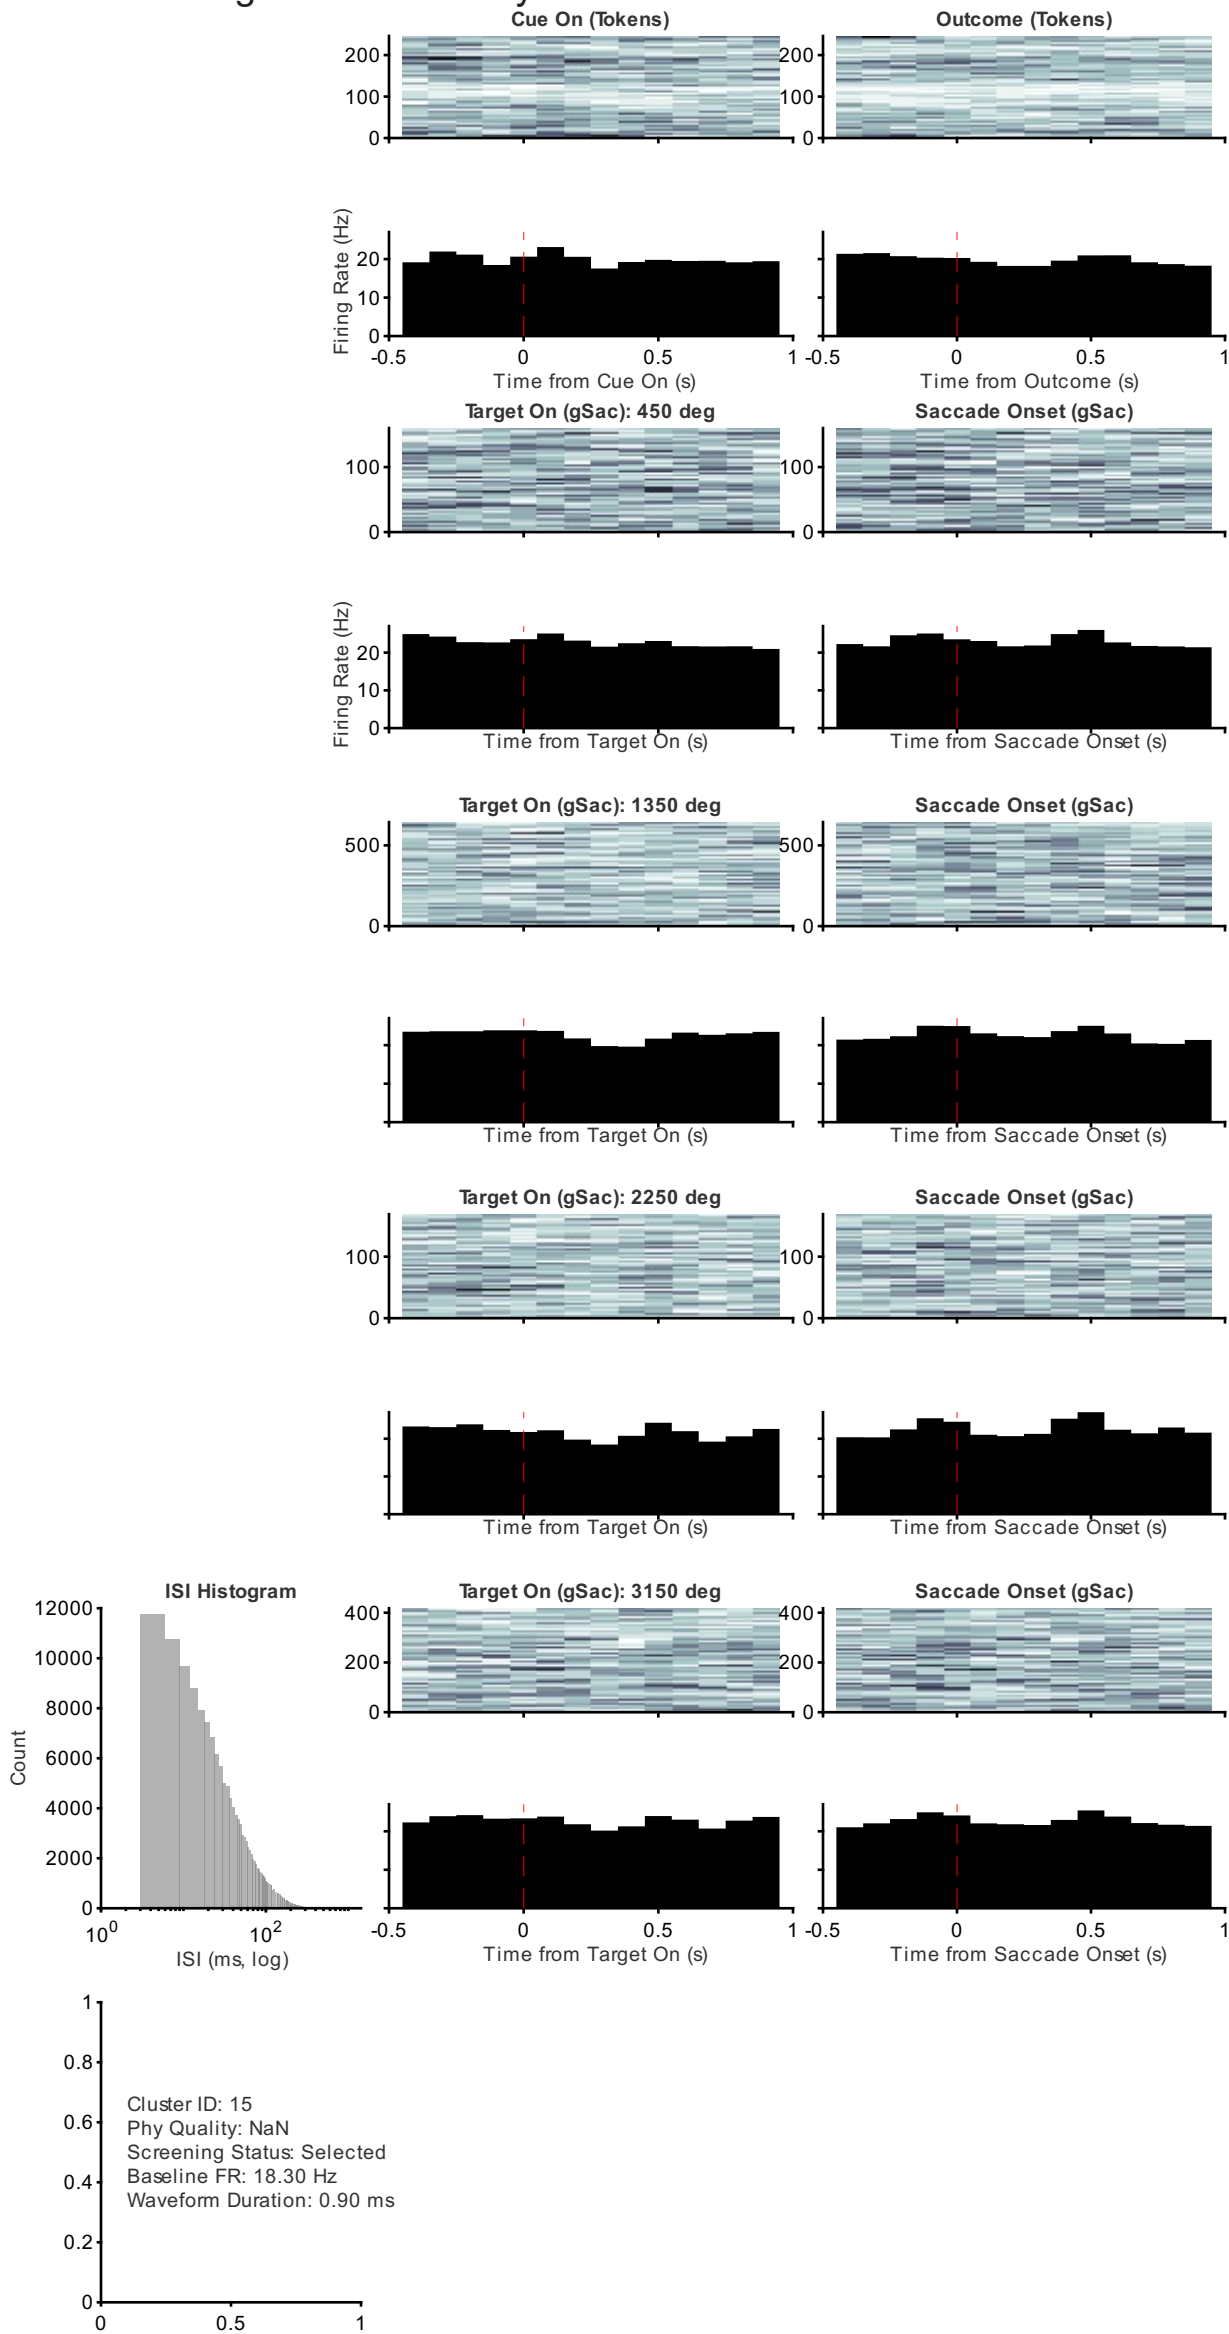 Cue On (Tokens)
Outcome (Tokens)
200
100
0
200
100
0
Firing Rate (Hz)
20
10
0
-0.5
0
0.5
1
-0.5
0
0.5
1
Time from Cue On (s)
Time from Outcome (s)
Target On (gSac): 450 deg
Saccade Onset (gSac)
100
0
100
0
Firing Rate (Hz)
20
10
0
Time from Target On (s)
Time from Saccade Onset (s)
Target On (gSac): 1350 deg
Saccade Onset (gSac)
500
0
500
0
Time from Target On (s)
Time from Saccade Onset (s)
Target On (gSac): 2250 deg
Saccade Onset (gSac)
100
0
100
0
Time from Target On (s)
Time from Saccade Onset (s)
ISI Histogram
Target On (gSac): 3150 deg
Saccade Onset (gSac)
400
200
0
400
200
0
12000
10000
8000
6000
4000
2000
0
Count
10^0
10^2
ISI (ms, log)
-0.5
0
0.5
1
-0.5
0
0.5
1
Time from Target On (s)
Time from Saccade Onset (s)
1
0.8
0.6
0.4
0.2
0
Cluster ID: 15
Phy Quality: NaN
Screening Status: Selected
Baseline FR: 18.30 Hz
Waveform Duration: 0.90 ms
0
0.5
1